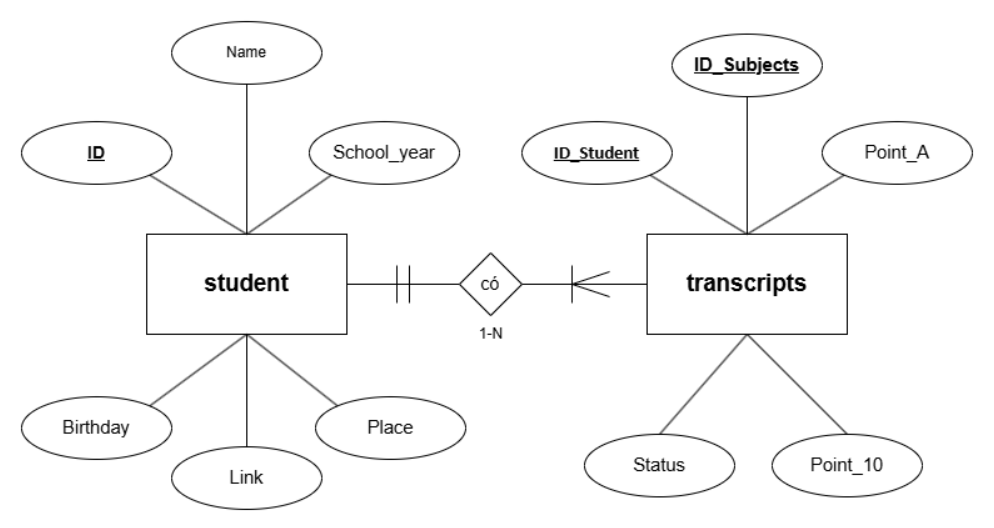 Name
ID_Subjects
ID
School_year
ID_Student
Point_A
student
có
transcripts
1-N
Birthday
Place
Link
Status
Point_10